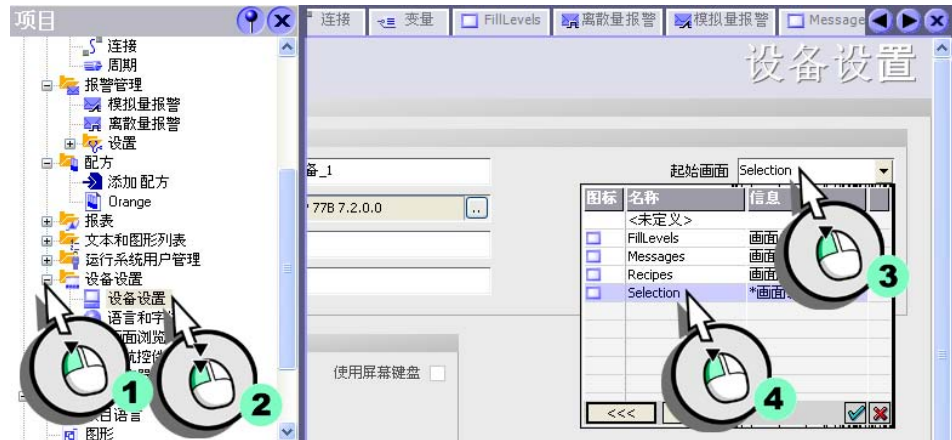 项目
连接
周期
报警管理
模拟量报警
离散量报警
设置
配方
添加 配方
Orange
报表
文本和图形列表
运行系统用户管理
设备设置
设备设置
语言和字
画面浏览
图形
1
2
连接 变量 FillLevels 离散量报警 模拟量报警 Message
设备设置
备_1
起始画面 Selection
77B 7.2.0.0 ..
图标 名称 信息
<未定义>
FillLevels 画面
Messages 画面
Recipes 画面
Selection *画面
使用屏幕键盘
<<<
3
4